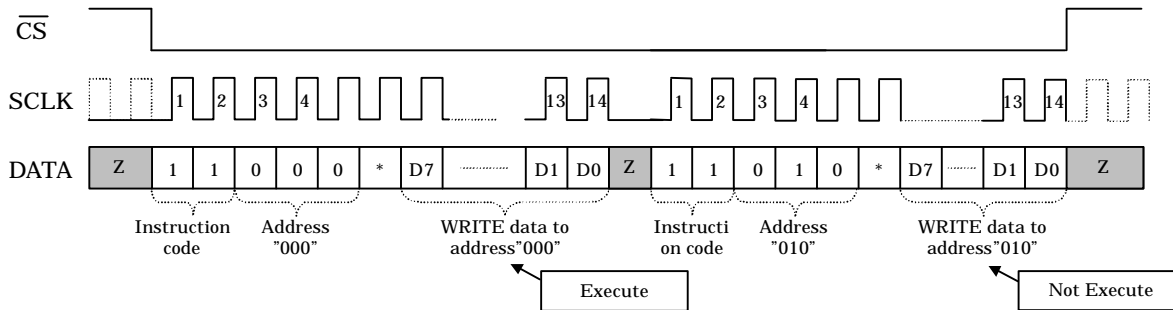 CS
SCLK 1 2 3 4 13 14 1 2 3 4 13 14
DATA Z 1 1 0 0 0 * D7 D1 D0 Z 1 1 0 1 0 * D7 D1 D0 Z
Instruction code
Address "000"
WRITE data to address"000"
Instructi on code
Address "010"
WRITE data to address"010"
Execute
Not Execute